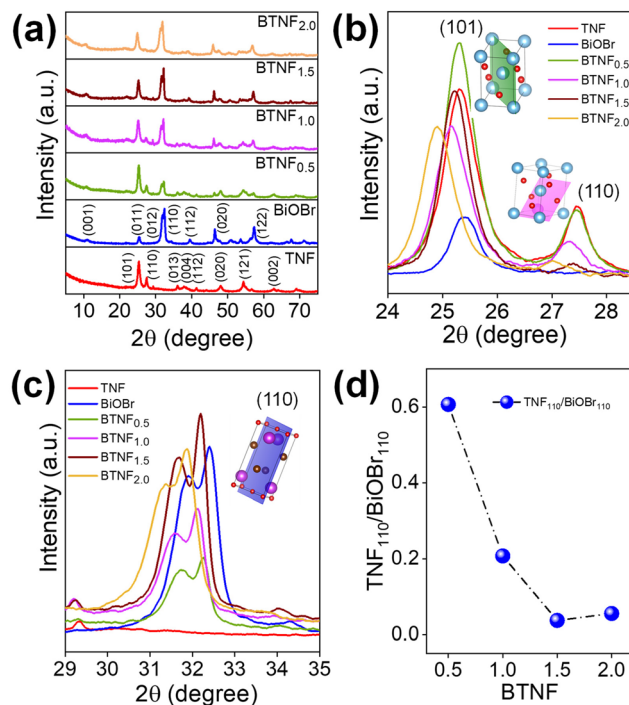 (a)
BTNF2.0
BTNF1.5
BTNF1.0
BTNF0.5
BiOBr
(001) (011) (012) (110) (112) (020) (122)
TNF
(101) (110) (013) (004) (112) (020) (121) (002)
Intensity (a.u.)
10 20 30 40 50 60 70
2θ (degree)
(b)
(101)
TNF
BiOBr
BTNF0.5
BTNF1.0
BTNF1.5
BTNF2.0
(110)
Intensity (a.u.)
24 25 26 27 28
2θ (degree)
(c)
TNF
BiOBr
BTNF0.5
BTNF1.0
BTNF1.5
BTNF2.0
(110)
Intensity (a.u.)
29 30 31 32 33 34 35
2θ (degree)
(d)
TNF110/BiOBr110
TNF110/BiOBr110
0.6
0.4
0.2
0.0
0.5 1.0 1.5 2.0
BTNF